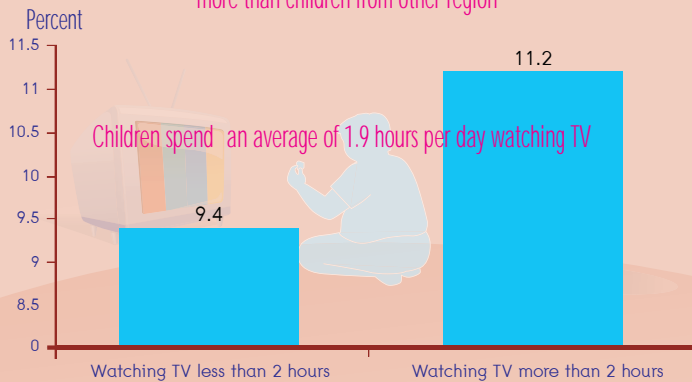 more than children from other region
Percent
11.5
11
10.5
10
9.5
9
8.5
0
Children spend an average of 1.9 hours per day watching TV
9.4
11.2
Watching TV less than 2 hours
Watching TV more than 2 hours